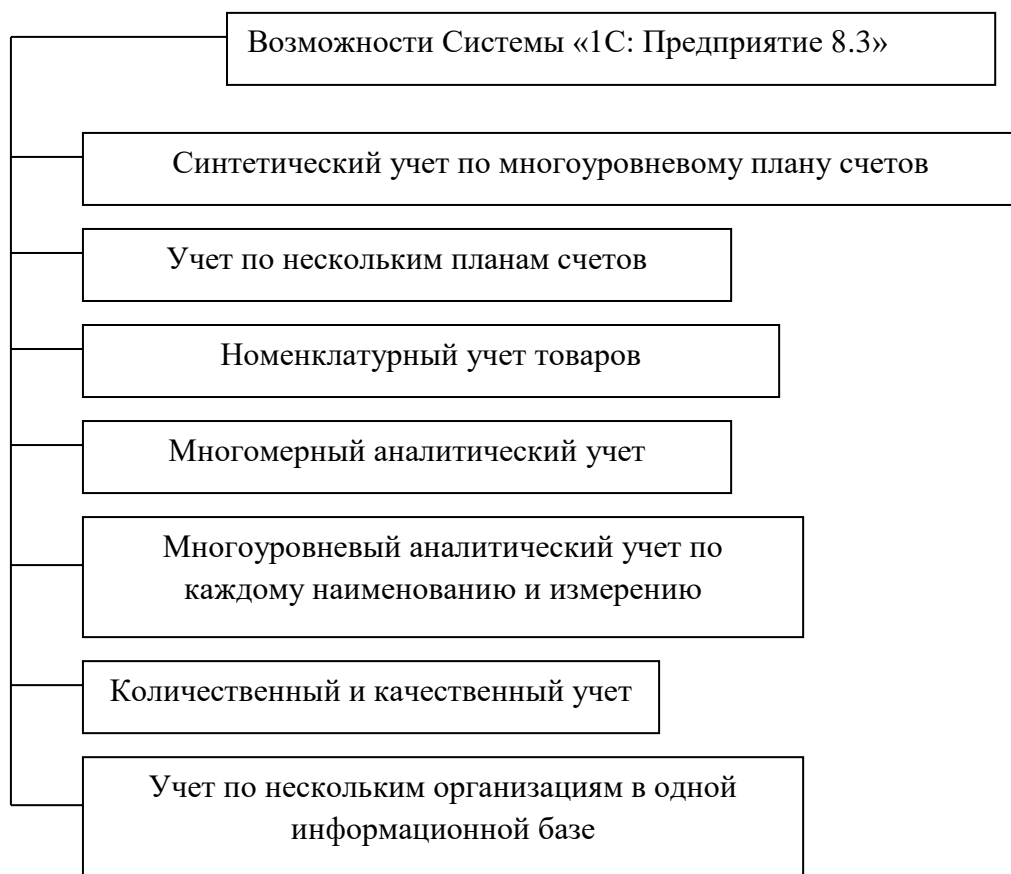 Возможности Системы «1С: Предприятие 8.3»
Синтетический учет по многоуровневому плану счетов
Учет по нескольким планам счетов
Номенклатурный учет товаров
Многомерный аналитический учет
Многоуровневый аналитический учет по
каждому наименованию и измерению
Количественный и качественный учет
Учет по нескольким организациям в одной
информационной базе